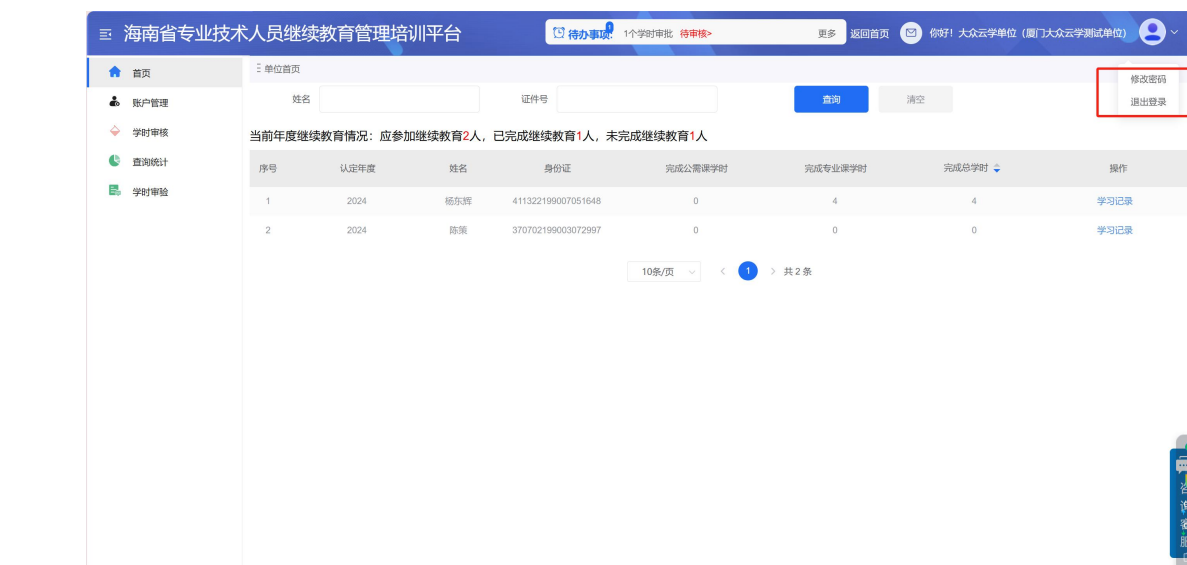 海南省专业技术人员继续教育管理培训平台
待办事项: 1 1个学时审批 待审核> 更多 返回首页 你好！大众云学单位（厦门大众云学测试单位）
修改密码
退出登录
首页
账户管理
学时审核
查询统计
学时审验
单位首页
姓名 证件号 查询 清空
当前年度继续教育情况：应参加继续教育2人，已完成继续教育1人，未完成继续教育1人
序号 认定年度 姓名 身份证 完成公需课学时 完成专业课学时 完成总学时 操作
1 2024 杨东辉 411322199007051648 0 4 4 学习记录
2 2024 陈策 370702199003072997 0 0 0 学习记录
10条/页 < 1 > 共 2 条
咨询客服